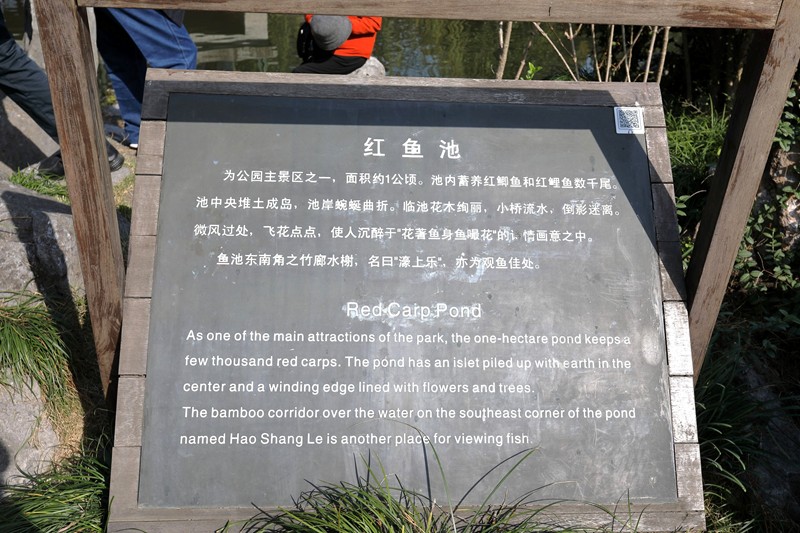 红鱼池
为公园主景区之一，面积约1公顷。池内蓄养红鲫鱼和红鲤鱼数千尾。
池中央堆土成岛，池岸蜿蜒曲折。临池花木绚丽，小桥流水，倒影迷离。
微风过处，飞花点点，使人沉醉于"花著鱼身鱼嘬花"的 情画意之中。
鱼池东南角之竹廊水榭，名曰"濠上乐"，亦为观鱼佳处。
Red Carp Pond
As one of the main attractions of the park, the one-hectare pond keeps a
few thousand red carps. The pond has an islet piled up with earth in the
center and a winding edge lined with flowers and trees.
The bamboo corridor over the water on the southeast corner of the pond
named Hao Shang Le is another place for viewing fish